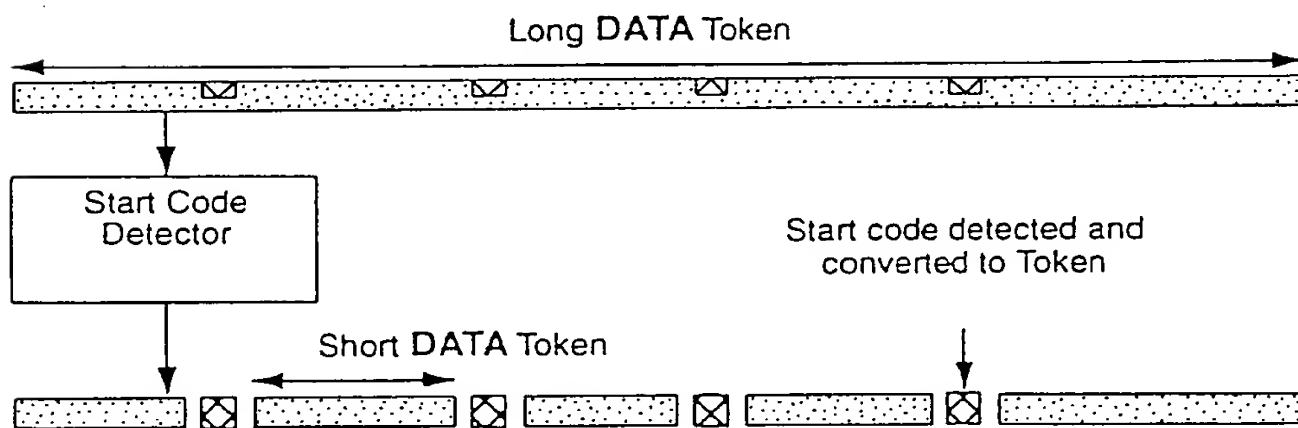 Long DATA Token
Start Code
Detector
Start code detected and
converted to Token
Short DATA Token